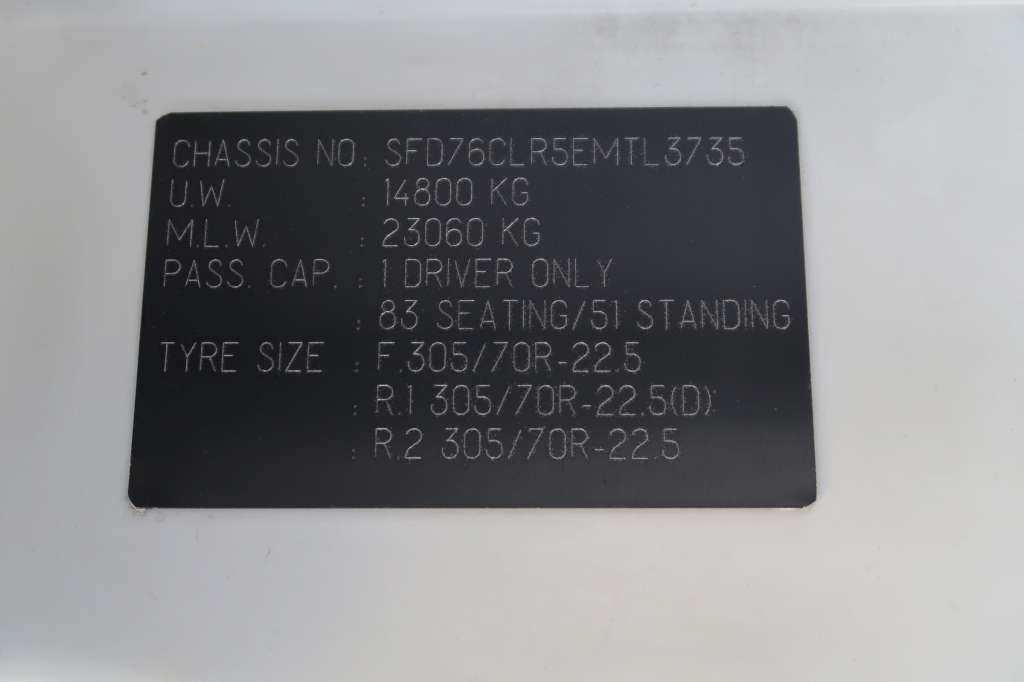 CHASSIS NO: SFD76CLR5EMTL3735
U.W. : 14800 KG
M.L.W. : 23060 KG
PASS. CAP. : 1 DRIVER ONLY
: 83 SEATING/51 STANDING
TYRE SIZE : F.305/70R-22.5
: R.1 305/70R-22.5(D)
: R.2 305/70R-22.5